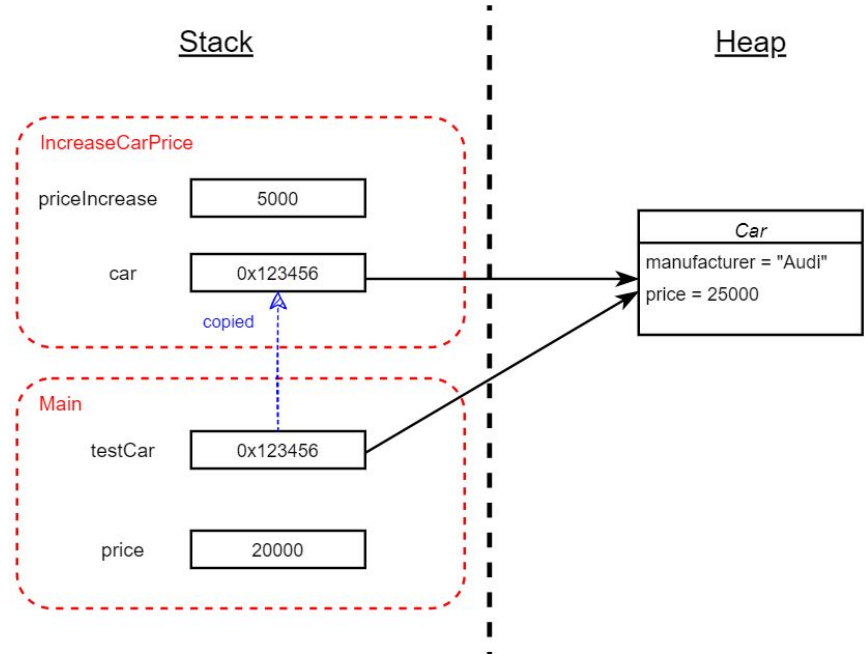 Stack
Heap
IncreaseCarPrice
priceIncrease 5000
car 0x123456
copied
Car
manufacturer = "Audi"
price = 25000
Main
testCar 0x123456
price 20000